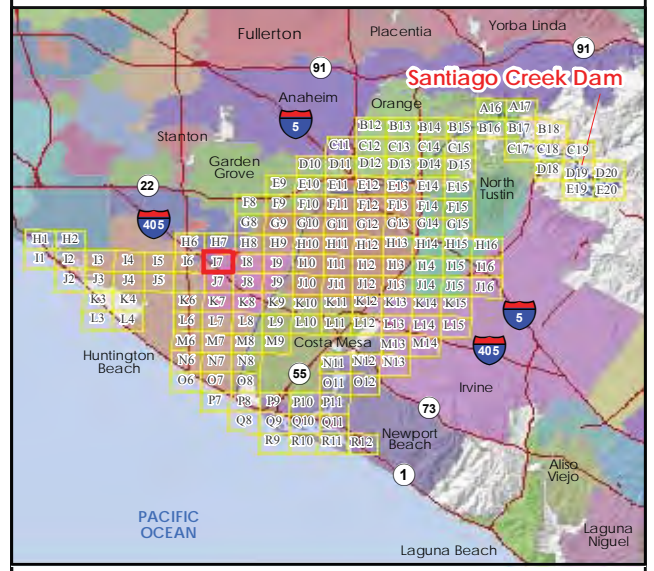 Fullerton
Placentia
Yorba Linda
91
91
Santiago Creek Dam
Anaheim
Orange
A16 A17
5
B12 B13 B14 B15 B16 B17 B18
Stanton
C11 C12 C13 C14 C15 C17 C18 C19
Garden
Grove
D10 D11 D12 D13 D14 D15 D18 D19 D20
E9 E10 E11 E12 E13 E14 E15 E19 E20
North
Tustin
22
F8 F9 F10 F11 F12 F13 F14 F15
405
G8 G9 G10 G11 G12 G13 G14 G15
H1 H2 H6 H7 H8 H9 H10 H11 H12 H13 H14 H15 H16
I1 I2 I3 I4 I5 I6 I7 I8 I9 I10 I11 I12 I13 I14 I15 I16
J2 J3 J4 J5 J7 J8 J9 J10 J11 J12 J13 J14 J15 J16
K3 K4 K6 K7 K8 K9 K10 K11 K12 K13 K14 K15
5
L3 L4 L6 L7 L8 L9 L10 L11 L12 L13 L14 L15
M6 M7 M8 M9 Costa Mesa M13 M14
405
Huntington
Beach
N6 N7 N8 N11 N12 N13
55
O6 O7 O8 O11 O12
Irvine
P7 P8 P9 P10 P11
73
Q8 Q9 Q10 Q11
Newport
Beach
R9 R10 R11 R12
1
Aliso
Viejo
PACIFIC
OCEAN
Laguna
Niguel
Laguna Beach